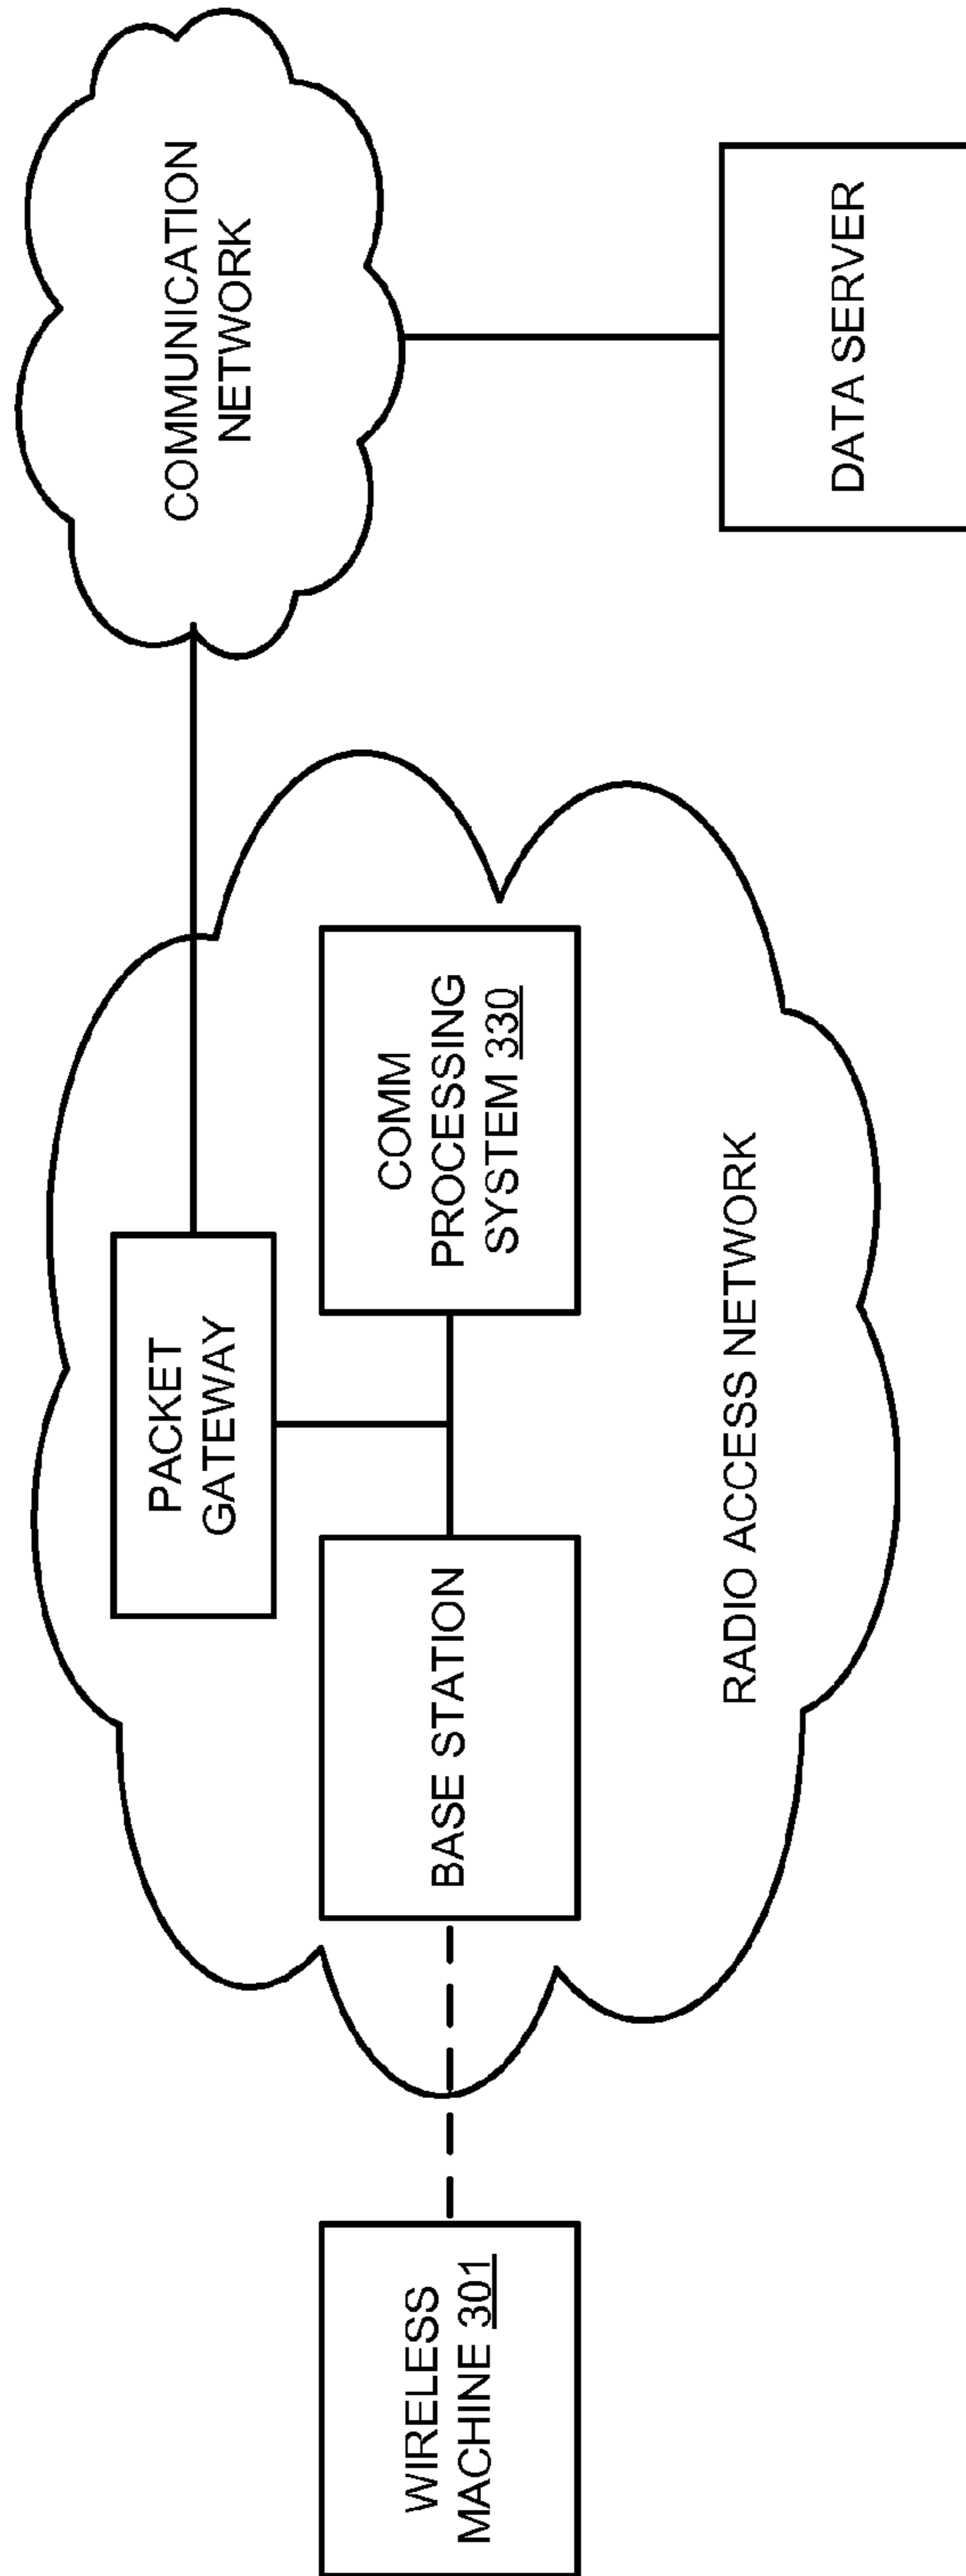 COMMUNICATION
NETWORK
DATA SERVER
PACKET
GATEWAY
COMM
PROCESSING
SYSTEM 330
BASE STATION
RADIO ACCESS NETWORK
WIRELESS
MACHINE 301